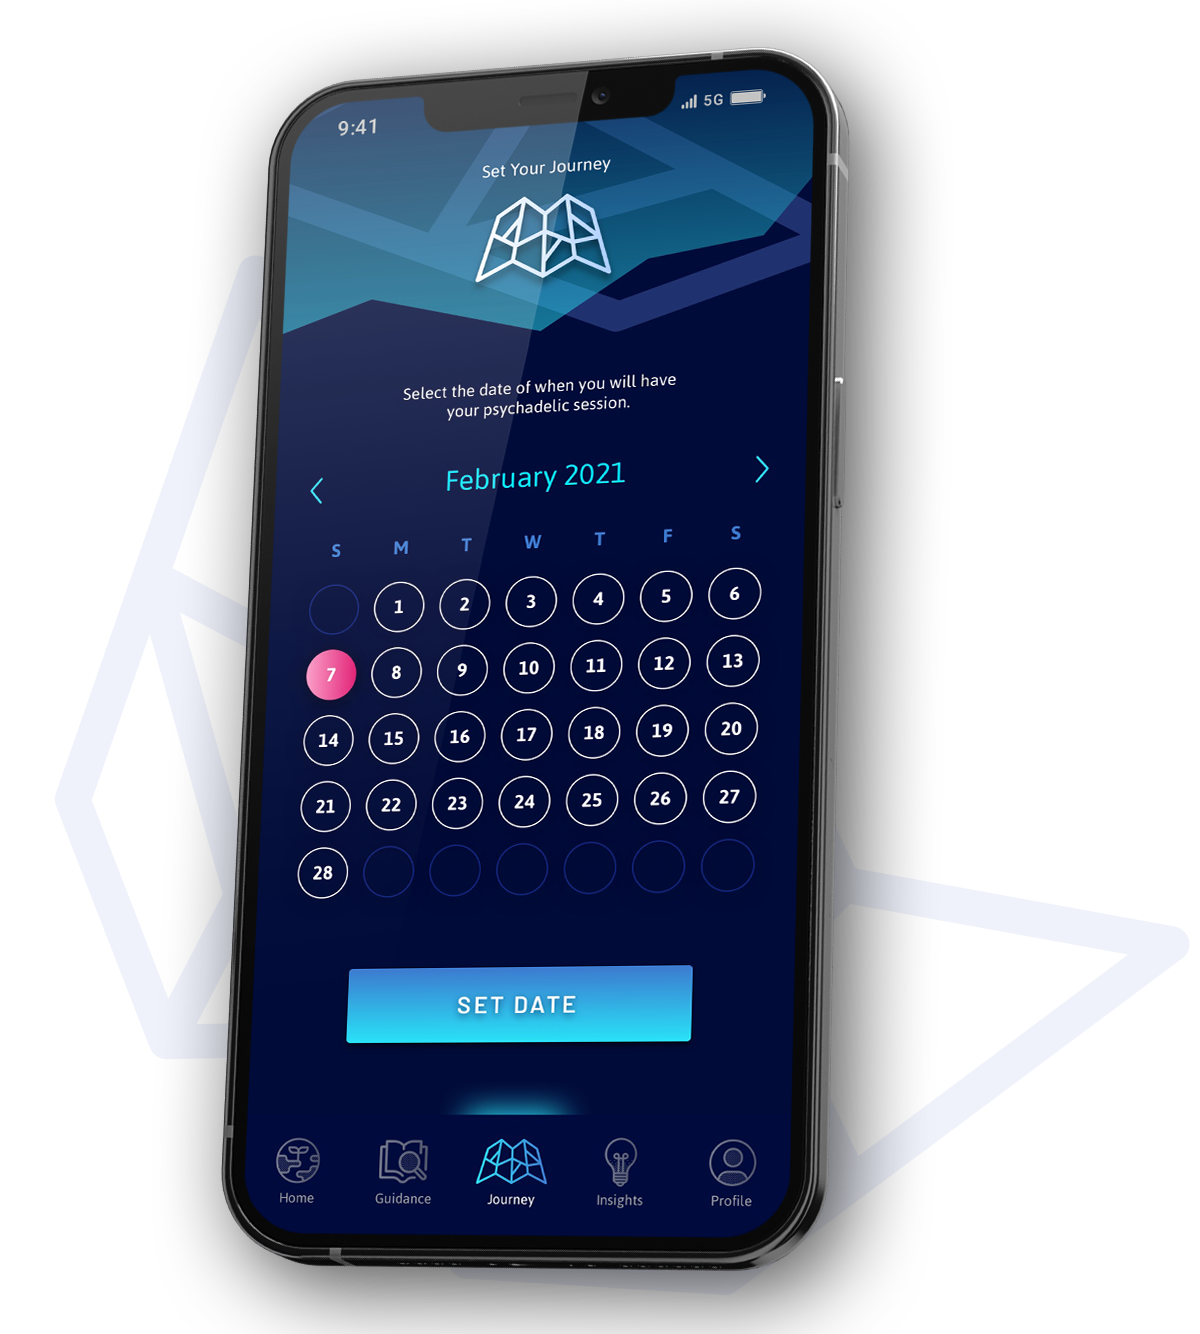 9:41
5G
Set Your Journey
Select the date of when you will have
your psychadelic session.
February 2021
S M T W T F S
1 2 3 4 5 6
7 8 9 10 11 12 13
14 15 16 17 18 19 20
21 22 23 24 25 26 27
28
SET DATE
Home Guidance Journey Insights Profile